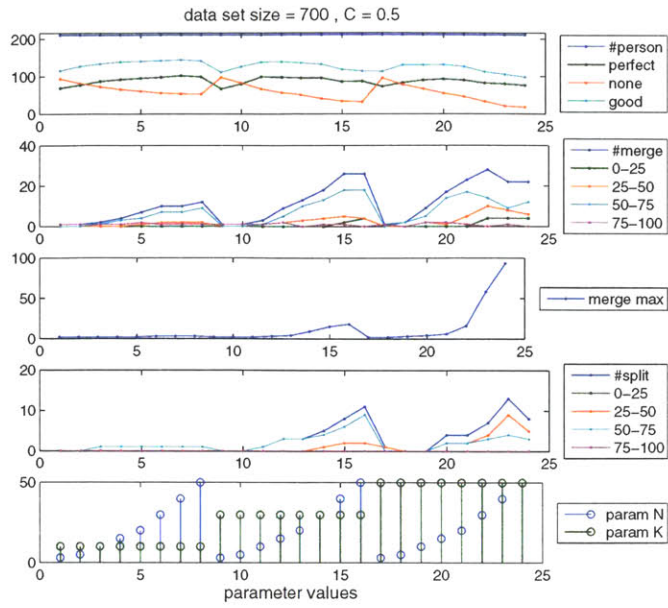 data set size = 700 , C = 0.5
200
100
0
0 5 10 15 20 25
#person
perfect
none
good
40
20
0
0 5 10 15 20 25
#merge
0−25
25−50
50−75
75−100
100
50
0
0 5 10 15 20 25
merge max
20
10
0
0 5 10 15 20 25
#split
0−25
25−50
50−75
75−100
50
0
0 5 10 15 20 25
parameter values
param N
param K